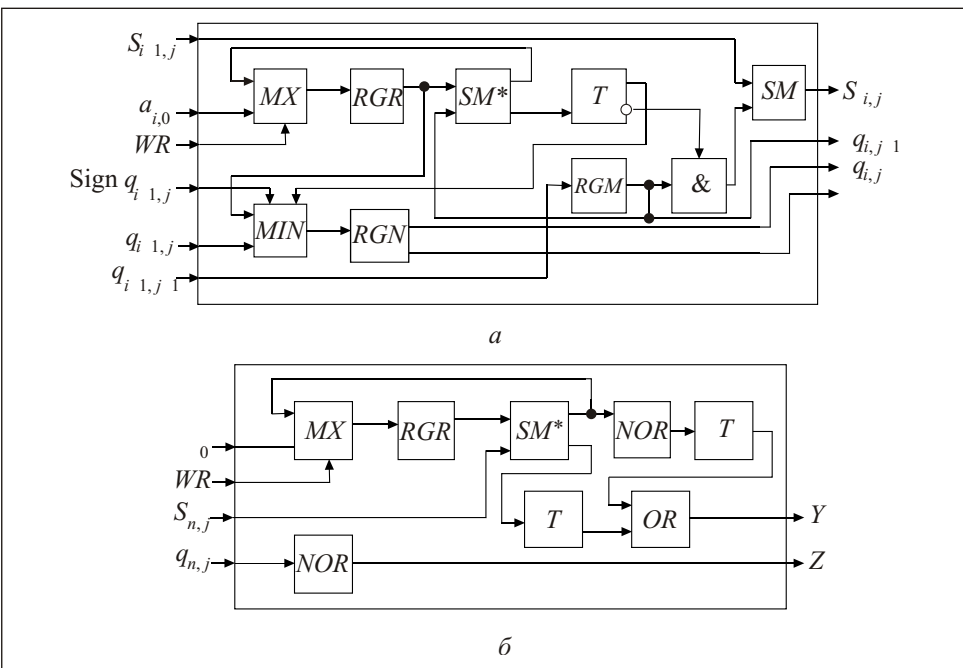 S i 1, j
a i,0
WR
Sign q i 1, j
q i 1, j
q i 1, j 1
MX
RGR
SM*
T
SM
S i, j
RGM
&
q i, j 1
q i, j
MIN
RGN
а
0
WR
S n, j
q n, j
MX
RGR
SM*
NOR
T
T
OR
NOR
Y
Z
б